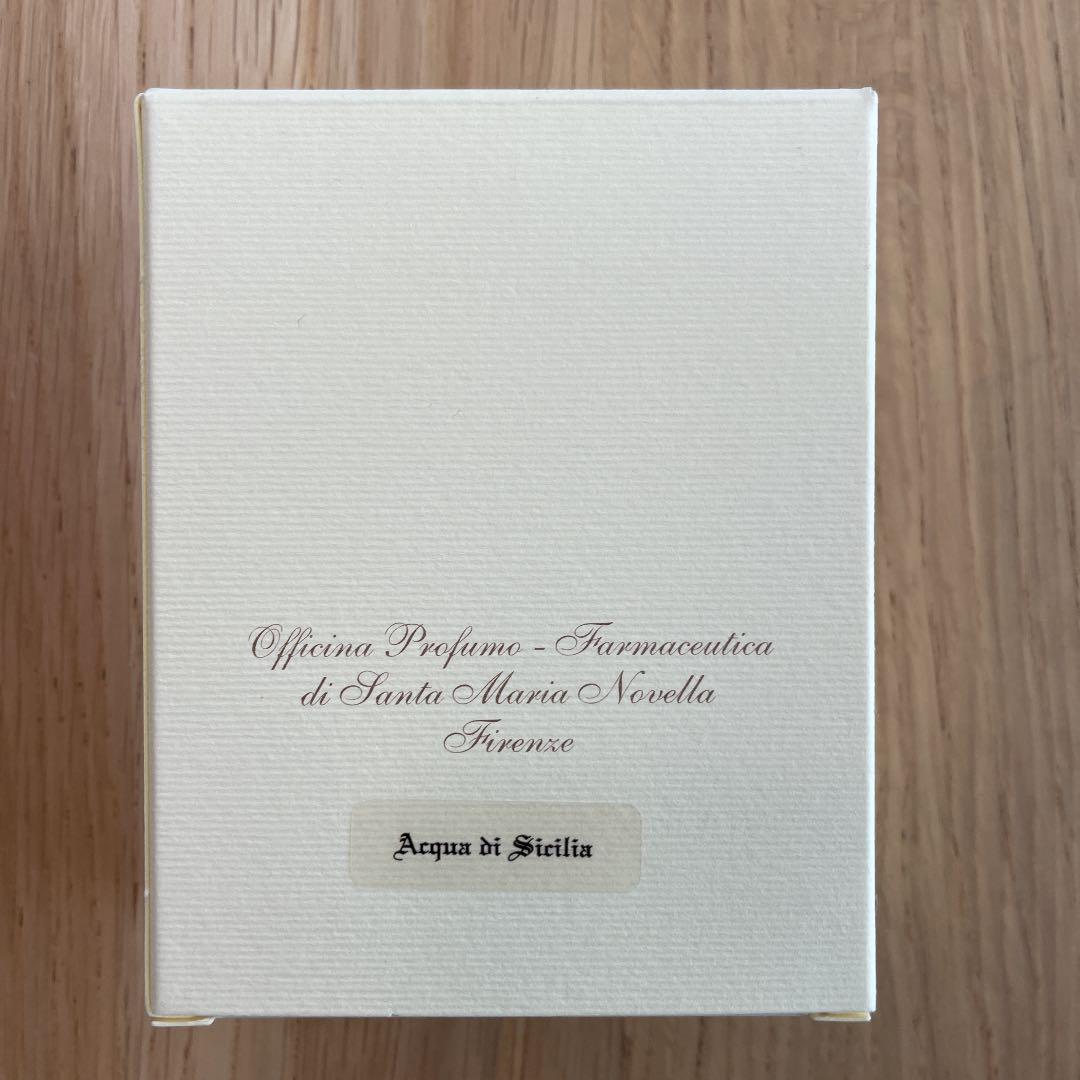 Officina Profumo - Farmaceutica
di Santa Maria Novella
Firenze
Acqua di Sicilia